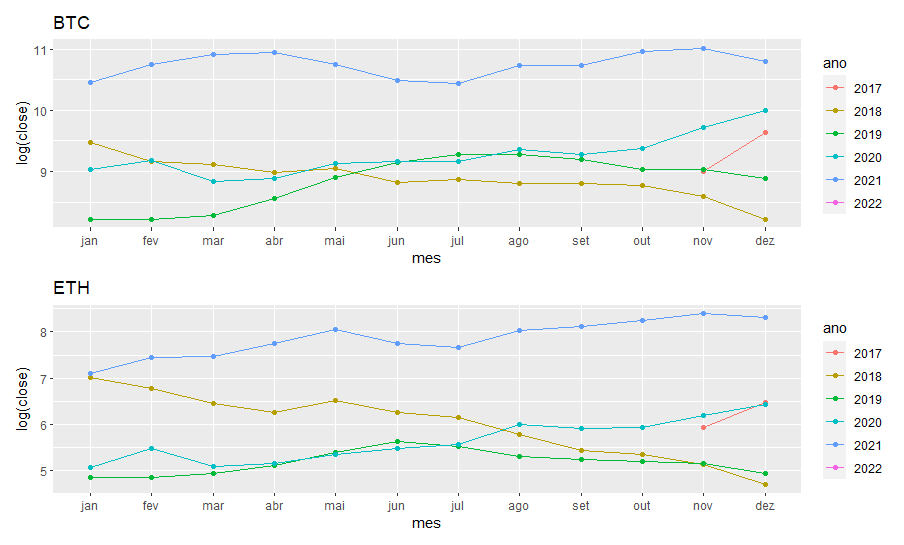 BTC
log(close)
11
10
9
jan fev mar abr mai jun jul ago set out nov dez
mes
ano
2017
2018
2019
2020
2021
2022
ETH
log(close)
8
7
6
5
jan fev mar abr mai jun jul ago set out nov dez
mes
ano
2017
2018
2019
2020
2021
2022